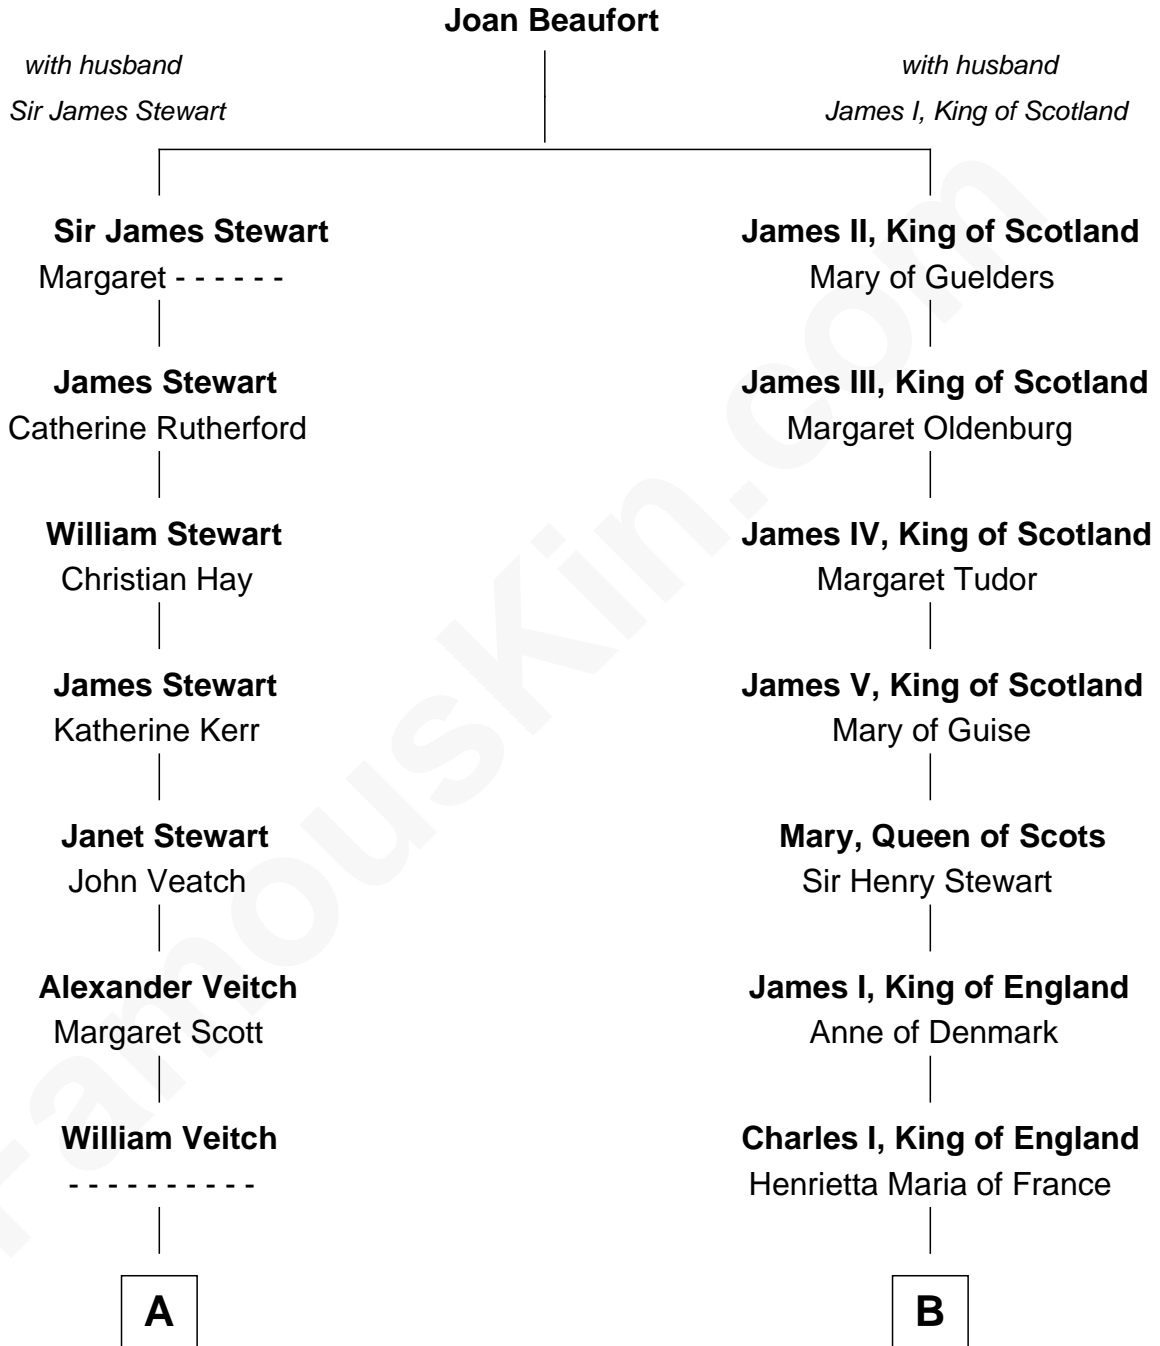 Joan Beaufort
with husband
Sir James Stewart
with husband
James I, King of Scotland
Sir James Stewart
Margaret - - - - - -
James II, King of Scotland
Mary of Guelders
James Stewart
Catherine Rutherford
James III, King of Scotland
Margaret Oldenburg
William Stewart
Christian Hay
James IV, King of Scotland
Margaret Tudor
James Stewart
Katherine Kerr
James V, King of Scotland
Mary of Guise
Janet Stewart
John Veatch
Mary, Queen of Scots
Sir Henry Stewart
Alexander Veitch
Margaret Scott
James I, King of England
Anne of Denmark
William Veitch
- - - - - - - - - -
Charles I, King of England
Henrietta Maria of France
A
B
FamousKin.com